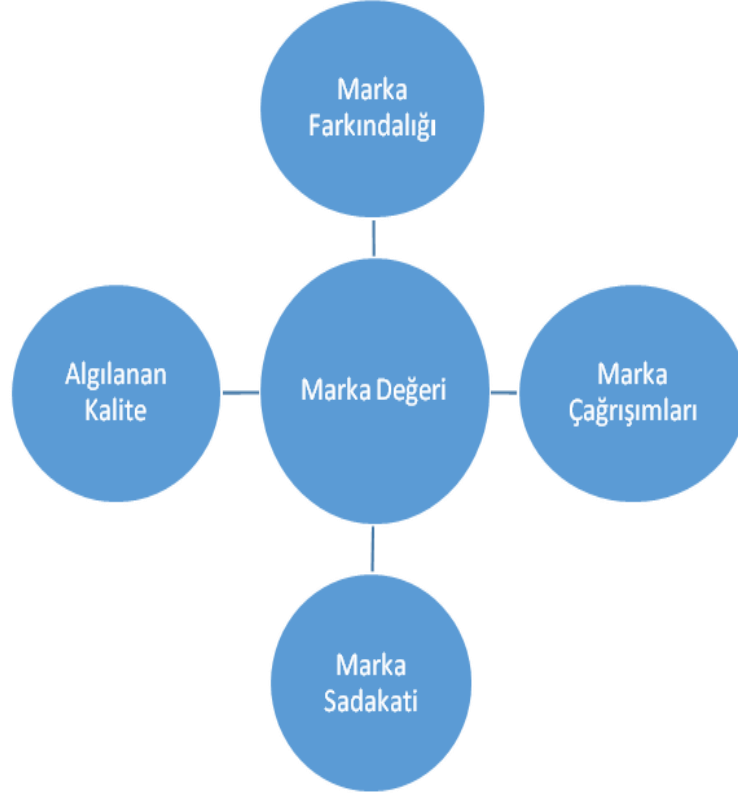 Marka
Farkındalığı
Algılanan
Kalite
Marka Değeri
Marka
Çağrışımları
Marka
Sadakati